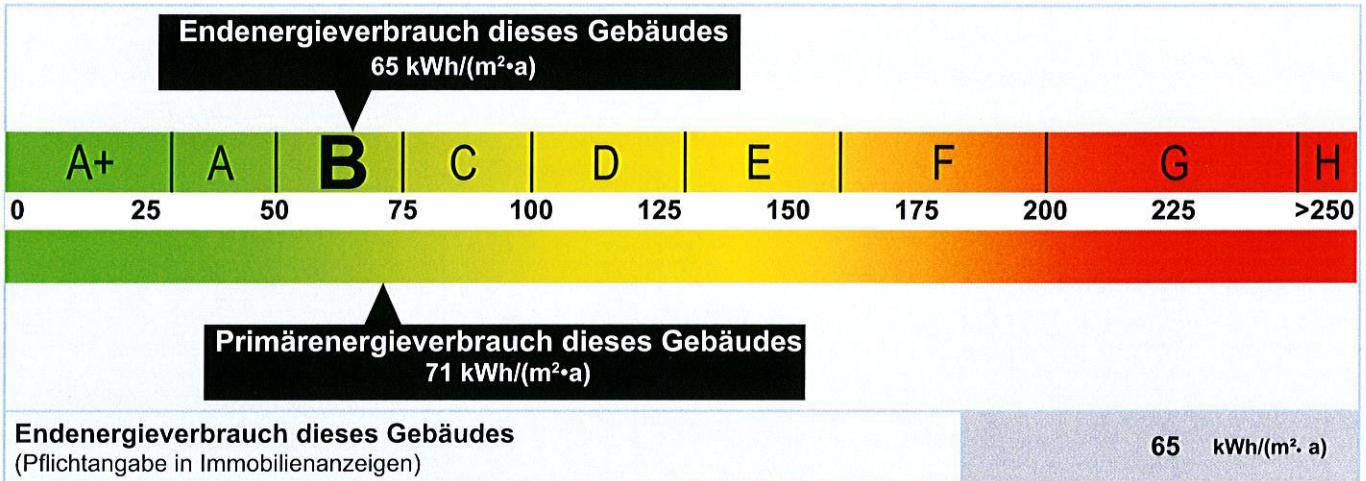 Endenergieverbrauch dieses Gebäudes
65 kWh/(m²•a)
A+ A B C D E F G H
0 25 50 75 100 125 150 175 200 225 >250
Primärenergieverbrauch dieses Gebäudes
71 kWh/(m²•a)
Endenergieverbrauch dieses Gebäudes
(Pflichtangabe in Immobilienanzeigen)
65 kWh/(m²· a)